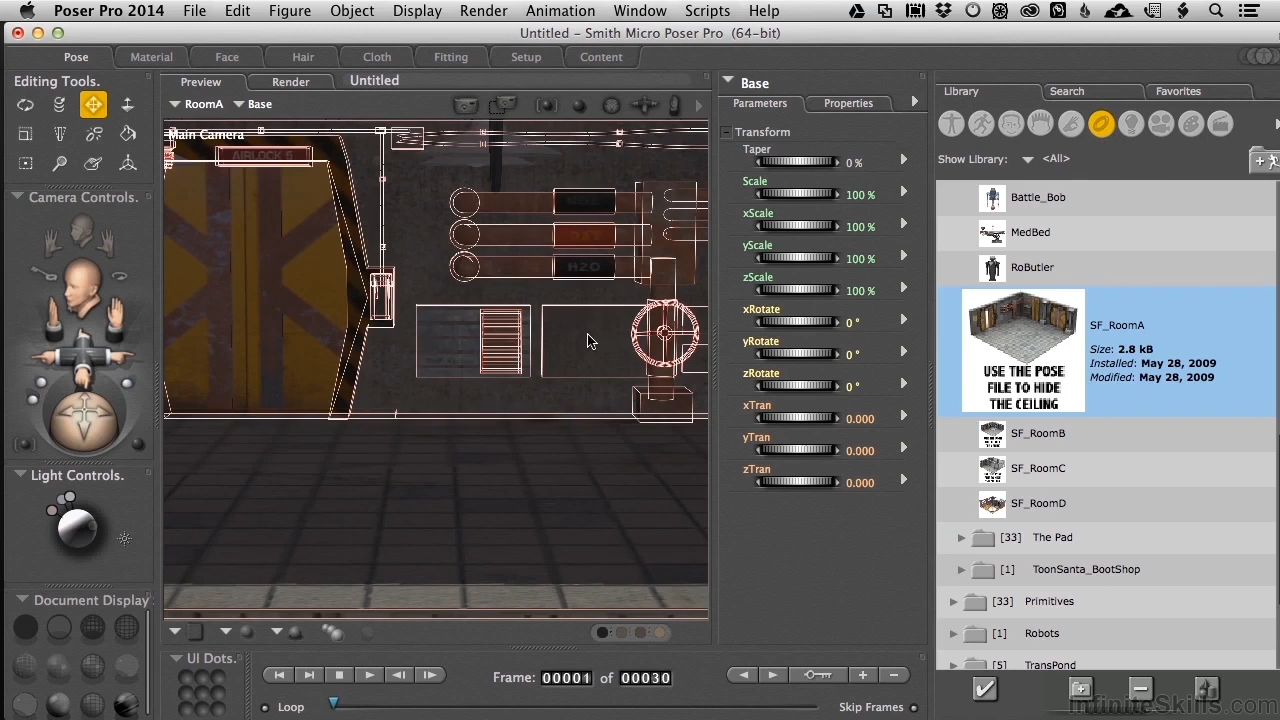 Poser Pro 2014 File Edit Figure Object Display Render Animation Window Scripts Help
Untitled – Smith Micro Poser Pro (64-bit)
Pose Material Face Hair Cloth Fitting Setup Content
Editing Tools.
Preview Render Untitled
RoomA Base
Main Camera
AIRLOCK 6
H2O
Camera Controls.
Light Controls.
Document Display
UI Dots.
Frame: 00001 of 00030
Loop
Skip Frames
Base
Parameters Properties
Transform
Taper
0 %
Scale
100 %
xScale
100 %
yScale
100 %
zScale
100 %
xRotate
0 °
yRotate
0 °
zRotate
0 °
xTran
0.000
yTran
0.000
zTran
0.000
Library Search Favorites
Show Library: <All>
Battle_Bob
MedBed
RoButler
USE THE POSE
FILE TO HIDE
THE CEILING
SF_RoomA
Size: 2.8 kB
Installed: May 28, 2009
Modified: May 28, 2009
SF_RoomB
SF_RoomC
SF_RoomD
[33] The Pad
[1] ToonSanta_BootShop
[33] Primitives
[1] Robots
[5] TransPond
InfiniteSkills.com